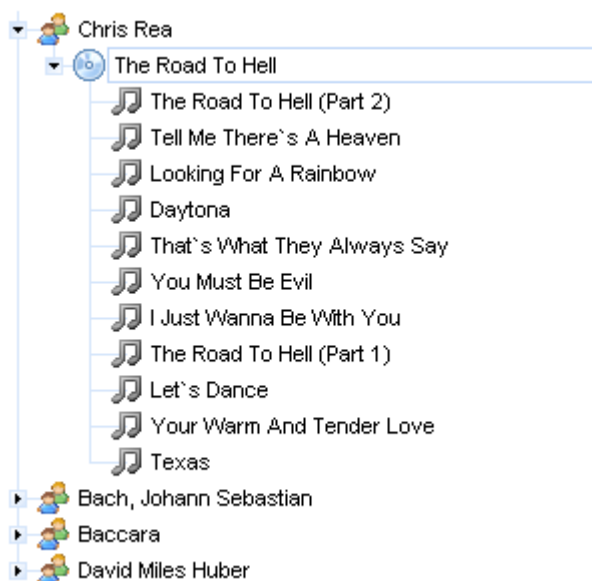 Chris Rea
The Road To Hell
The Road To Hell (Part 2)
Tell Me There`s A Heaven
Looking For A Rainbow
Daytona
That`s What They Always Say
You Must Be Evil
I Just Wanna Be With You
The Road To Hell (Part 1)
Let`s Dance
Your Warm And Tender Love
Texas
Bach, Johann Sebastian
Baccara
David Miles Huber